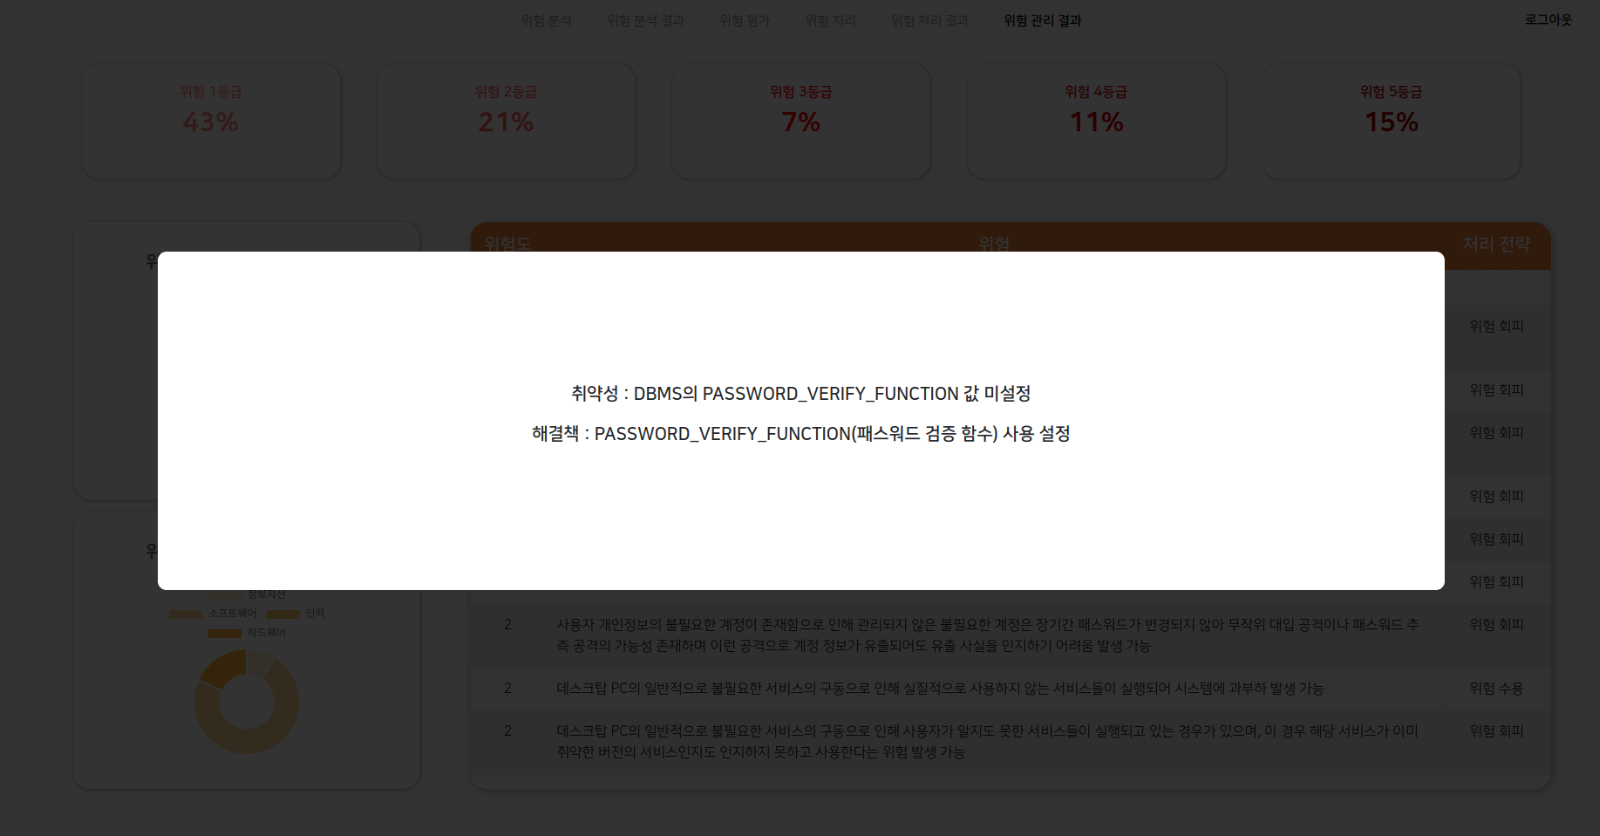 위험 분석 위험 분석 결과 위험 평가 위험 처리 위험 처리 결과 위험 관리 결과 로그아웃
위험 1등급 위험 2등급 위험 3등급 위험 4등급 위험 5등급
43% 21% 7% 11% 15%
위험도 위험 처리 전략
위험 회피
취약성 : DBMS의 PASSWORD_VERIFY_FUNCTION 값 미설정
위험 회피
해결책 : PASSWORD_VERIFY_FUNCTION(패스워드 검증 함수) 사용 설정
위험 회피
위험 회피
위험 회피
위험 회피
정보자산
소프트웨어 인력
하드웨어
2 사용자 개인정보의 불필요한 계정이 존재함으로 인해 관리되지 않은 불필요한 계정은 장기간 패스워드가 변경되지 않아 무작위 대입 공격이나 패스워드 추 위험 회피
측 공격의 가능성 존재하며 이런 공격으로 계정 정보가 유출되어도 유출 사실을 인지하기 어려움 발생 가능
2 데스크탑 PC의 일반적으로 불필요한 서비스의 구동으로 인해 실질적으로 사용하지 않는 서비스들이 실행되어 시스템에 과부하 발생 가능 위험 수용
2 데스크탑 PC의 일반적으로 불필요한 서비스의 구동으로 인해 사용자가 알지도 못한 서비스들이 실행되고 있는 경우가 있으며, 이 경우 해당 서비스가 이미 위험 회피
취약한 버전의 서비스인지도 인지하지 못하고 사용한다는 위험 발생 가능